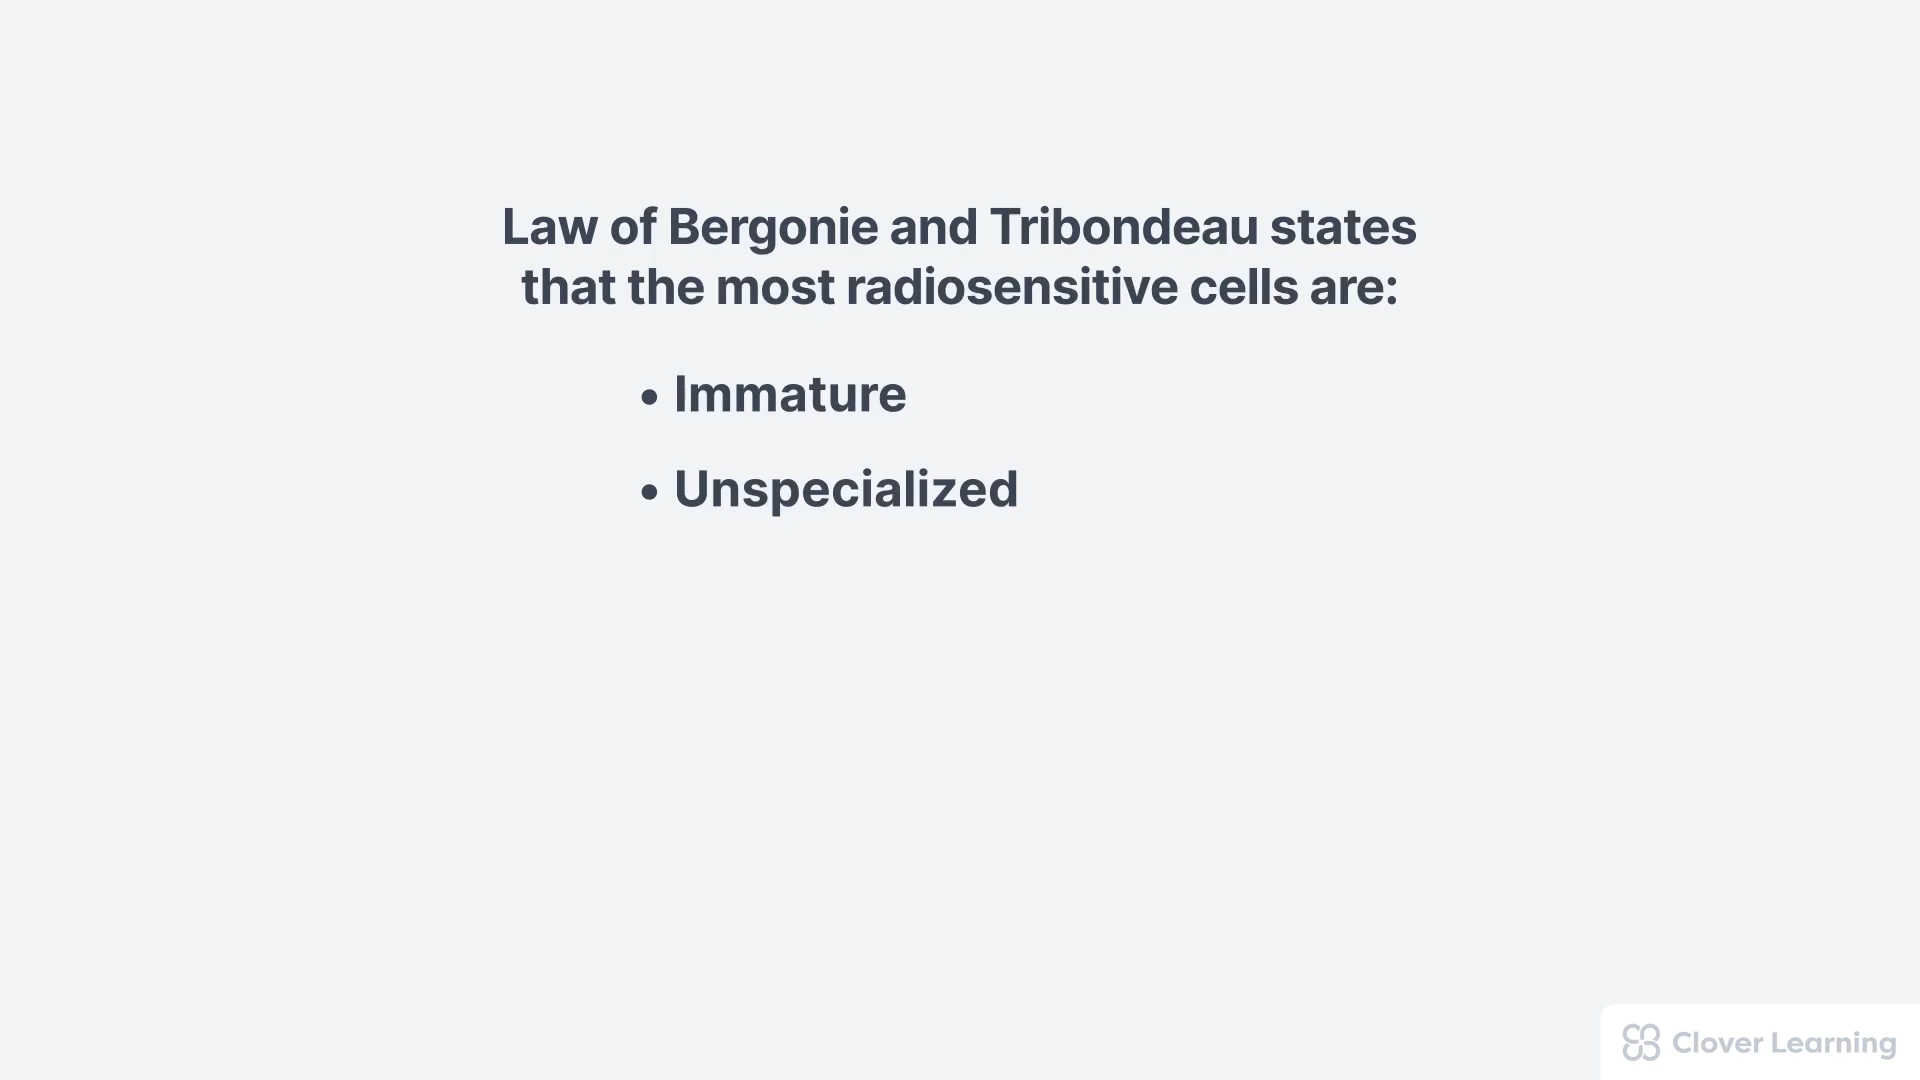 Law of Bergonie and Tribondeau states
that the most radiosensitive cells are:
• Immature
• Unspecialized
Clover Learning